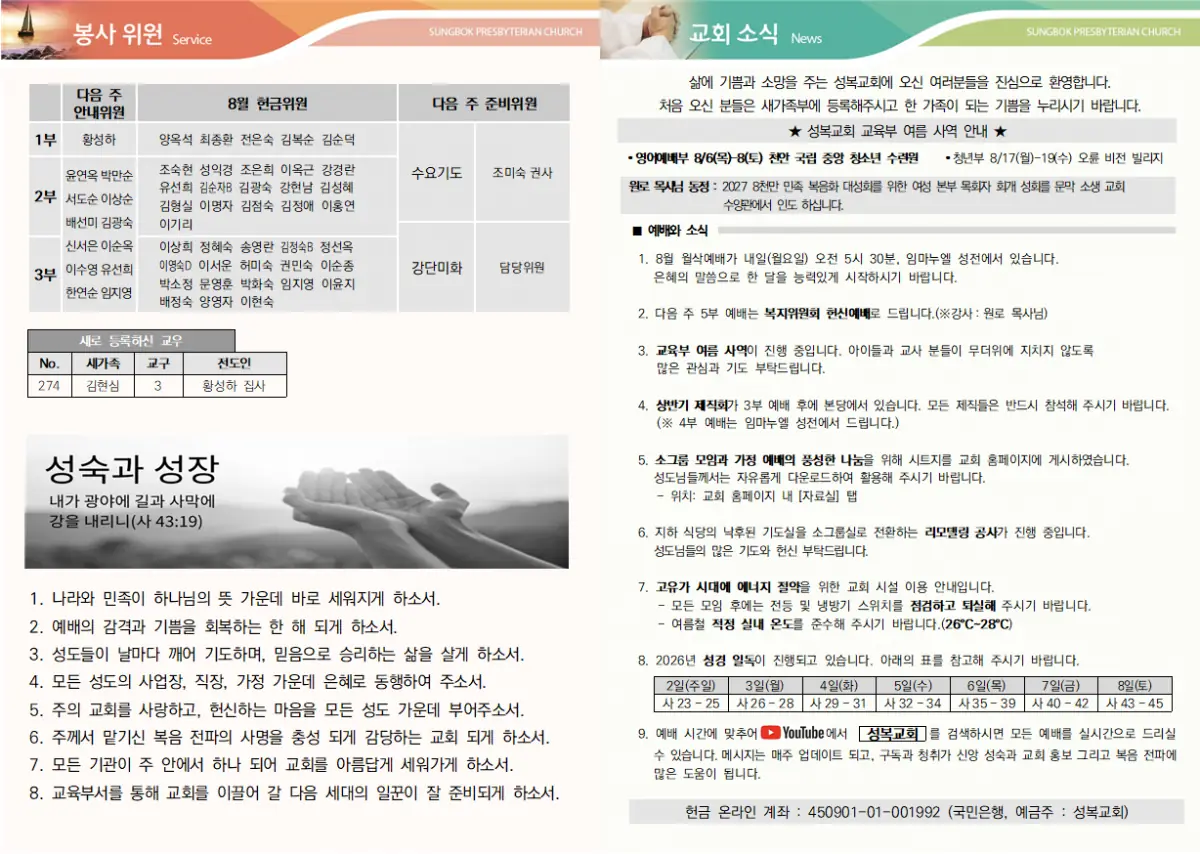 봉사 위원 Service
SUNGBOK PRESBYTERIAN CHURCH
다음 주 안내위원
8월 헌금위원
다음 주 준비위원
1부
황성하
양옥석 최종환 전은숙 김복순 김순덕
2부
윤연옥 박만순
서도순 이상순
배선미 김광숙
조숙현 성익경 조은희 이옥근 강경란
유선희 김순자B 김광숙 강현남 김성혜
김형실 이명자 김점숙 김정애 이홍연
이기리
3부
신서은 이순옥
이수영 유선희
한연순 임지영
이상희 정혜숙 송영란 김정숙B 정선옥
이영숙D 이서운 허미숙 권민숙 이순종
박소정 문영훈 박화숙 임지영 이윤지
배정숙 양영자 이현숙
수요기도
조미숙 권사
강단미화
담당위원
새로 등록하신 교우
No. 새가족 교구 전도인
274 김현심 3 황성하 집사
성숙과 성장
내가 광야에 길과 사막에
강을 내리니(사 43:19)
1. 나라와 민족이 하나님의 뜻 가운데 바로 세워지게 하소서.
2. 예배의 감격과 기쁨을 회복하는 한 해 되게 하소서.
3. 성도들이 날마다 깨어 기도하며, 믿음으로 승리하는 삶을 살게 하소서.
4. 모든 성도의 사업장, 직장, 가정 가운데 은혜로 동행하여 주소서.
5. 주의 교회를 사랑하고, 헌신하는 마음을 모든 성도 가운데 부어주소서.
6. 주께서 맡기신 복음 전파의 사명을 충성 되게 감당하는 교회 되게 하소서.
7. 모든 기관이 주 안에서 하나 되어 교회를 아름답게 세워가게 하소서.
8. 교육부서를 통해 교회를 이끌어 갈 다음 세대의 일꾼이 잘 준비되게 하소서.
교회 소식 News
SUNGBOK PRESBYTERIAN CHURCH
삶에 기쁨과 소망을 주는 성복교회에 오신 여러분들을 진심으로 환영합니다.
처음 오신 분들은 새가족부에 등록해주시고 한 가족이 되는 기쁨을 누리시기 바랍니다.
★ 성복교회 교육부 여름 사역 안내 ★
• 영어예배부 8/6(목)-8(토) 천안 국립 중앙 청소년 수련원 • 청년부 8/17(월)-19(수) 오륜 비전 빌리지
원로 목사님 동정 : 2027 8천만 민족 복음화 대성회를 위한 여성 본부 목회자 회개 성회를 문막 소생 교회
수양관에서 인도 하십니다.
■ 예배와 소식
1. 8월 월삭예배가 내일(월요일) 오전 5시 30분, 임마누엘 성전에서 있습니다.
은혜의 말씀으로 한 달을 능력있게 시작하시기 바랍니다.
2. 다음 주 5부 예배는 복지위원회 헌신예배로 드립니다.(※강사 : 원로 목사님)
3. 교육부 여름 사역이 진행 중입니다. 아이들과 교사 분들이 무더위에 지치지 않도록
많은 관심과 기도 부탁드립니다.
4. 상반기 제직회가 3부 예배 후에 본당에서 있습니다. 모든 제직들은 반드시 참석해 주시기 바랍니다.
(※ 4부 예배는 임마누엘 성전에서 드립니다.)
5. 소그룹 모임과 가정 예배의 풍성한 나눔을 위해 시트지를 교회 홈페이지에 게시하였습니다.
성도님들께서는 자유롭게 다운로드하여 활용해 주시기 바랍니다.
- 위치: 교회 홈페이지 내 [자료실] 탭
6. 지하 식당의 낙후된 기도실을 소그룹실로 전환하는 리모델링 공사가 진행 중입니다.
성도님들의 많은 기도와 헌신 부탁드립니다.
7. 고유가 시대에 에너지 절약을 위한 교회 시설 이용 안내입니다.
- 모든 모임 후에는 전등 및 냉방기 스위치를 점검하고 퇴실해 주시기 바랍니다.
- 여름철 적정 실내 온도를 준수해 주시기 바랍니다.(26℃~28℃)
8. 2026년 성경 일독이 진행되고 있습니다. 아래의 표를 참고해 주시기 바랍니다.
2일(주일) 3일(월) 4일(화) 5일(수) 6일(목) 7일(금) 8일(토)
사 23 - 25 사 26 - 28 사 29 - 31 사 32 - 34 사 35 - 39 사 40 - 42 사 43 - 45
9. 예배 시간에 맞추어 YouTube에서 성복교회 를 검색하시면 모든 예배를 실시간으로 드리실
수 있습니다. 메시지는 매주 업데이트 되고, 구독과 청취가 신앙 성숙과 교회 홍보 그리고 복음 전파에
많은 도움이 됩니다.
헌금 온라인 계좌 : 450901-01-001992 (국민은행, 예금주 : 성복교회)